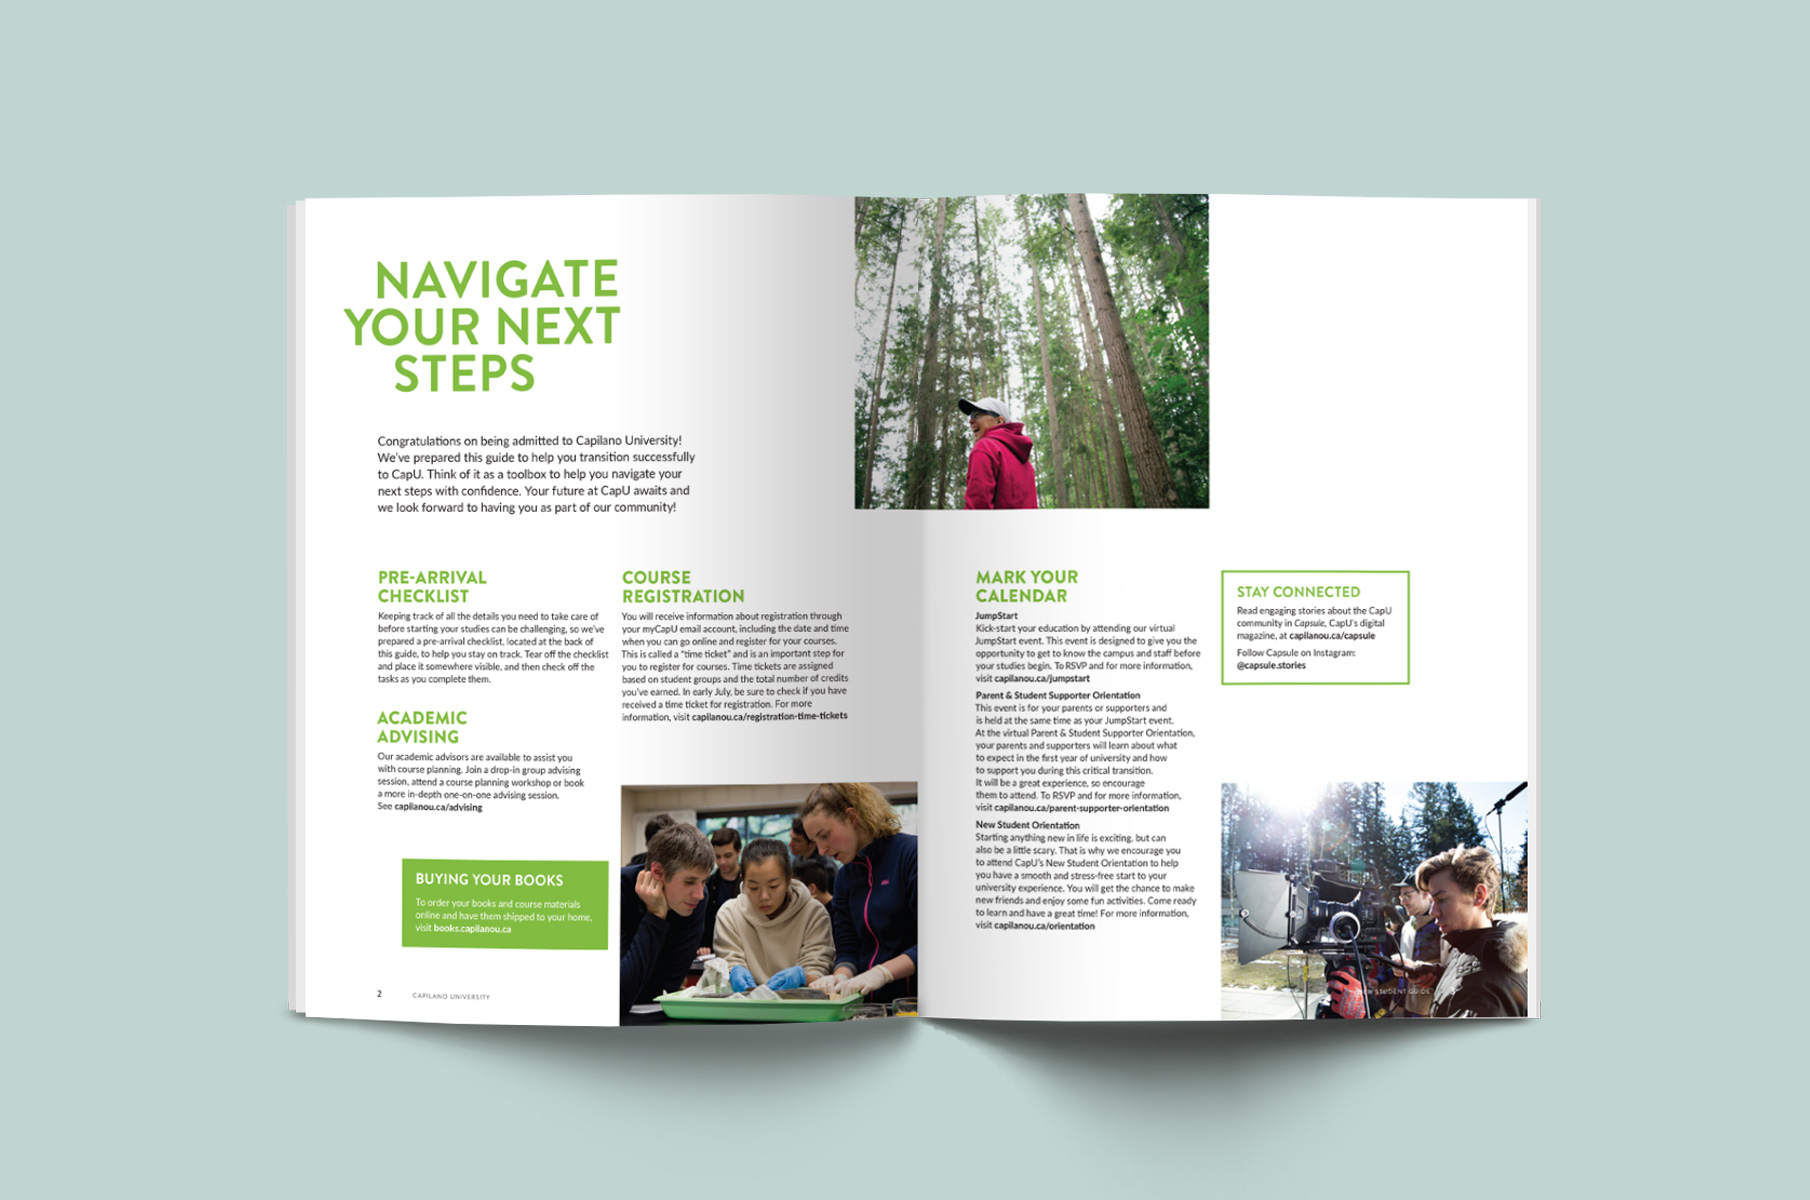 NAVIGATE
YOUR NEXT
STEPS
Congratulations on being admitted to Capilano University!
We've prepared this guide to help you transition successfully
to CapU. Think of it as a toolbox to help you navigate your
next steps with confidence. Your future at CapU awaits and
we look forward to having you as part of our community!
PRE-ARRIVAL
CHECKLIST
Keeping track of all the details you need to take care of
before starting your studies can be challenging, so we've
prepared a pre-arrival checklist, located at the back of
this guide, to help you stay on track. Tear off the checklist
and place it somewhere visible, and then check off the
tasks as you complete them.
ACADEMIC
ADVISING
Our academic advisors are available to assist you
with course planning. Join a drop-in group advising
session, attend a course planning workshop or book
a more in-depth one-on-one advising session.
See capilanou.ca/advising
BUYING YOUR BOOKS
To order your books and course materials
online and have them shipped to your home,
visit books.capilanou.ca
2 CAPILANO UNIVERSITY
COURSE
REGISTRATION
You will receive information about registration through
your myCapU email account, including the date and time
when you can go online and register for your courses.
This is called a "time ticket" and is an important step for
you to register for courses. Time tickets are assigned
based on student groups and the total number of credits
you've earned. In early July, be sure to check if you have
received a time ticket for registration. For more
information, visit capilanou.ca/registration-time-tickets
MARK YOUR
CALENDAR
JumpStart
Kick-start your education by attending our virtual
JumpStart event. This event is designed to give you the
opportunity to get to know the campus and staff before
your studies begin. To RSVP and for more information,
visit capilanou.ca/jumpstart
Parent & Student Supporter Orientation
This event is for your parents or supporters and
is held at the same time as your JumpStart event.
At the virtual Parent & Student Supporter Orientation,
your parents and supporters will learn about what
to expect in the first year of university and how
to support you during this critical transition.
It will be a great experience, so encourage
them to attend. To RSVP and for more information,
visit capilanou.ca/parent-supporter-orientation
New Student Orientation
Starting anything new in life is exciting, but can
also be a little scary. That is why we encourage you
to attend CapU's New Student Orientation to help
you have a smooth and stress-free start to your
university experience. You will get the chance to make
new friends and enjoy some fun activities. Come ready
to learn and have a great time! For more information,
visit capilanou.ca/orientation
STAY CONNECTED
Read engaging stories about the CapU
community in Capsule, CapU's digital
magazine, at capilanou.ca/capsule
Follow Capsule on Instagram:
@capsule.stories
STUDENT GUIDE